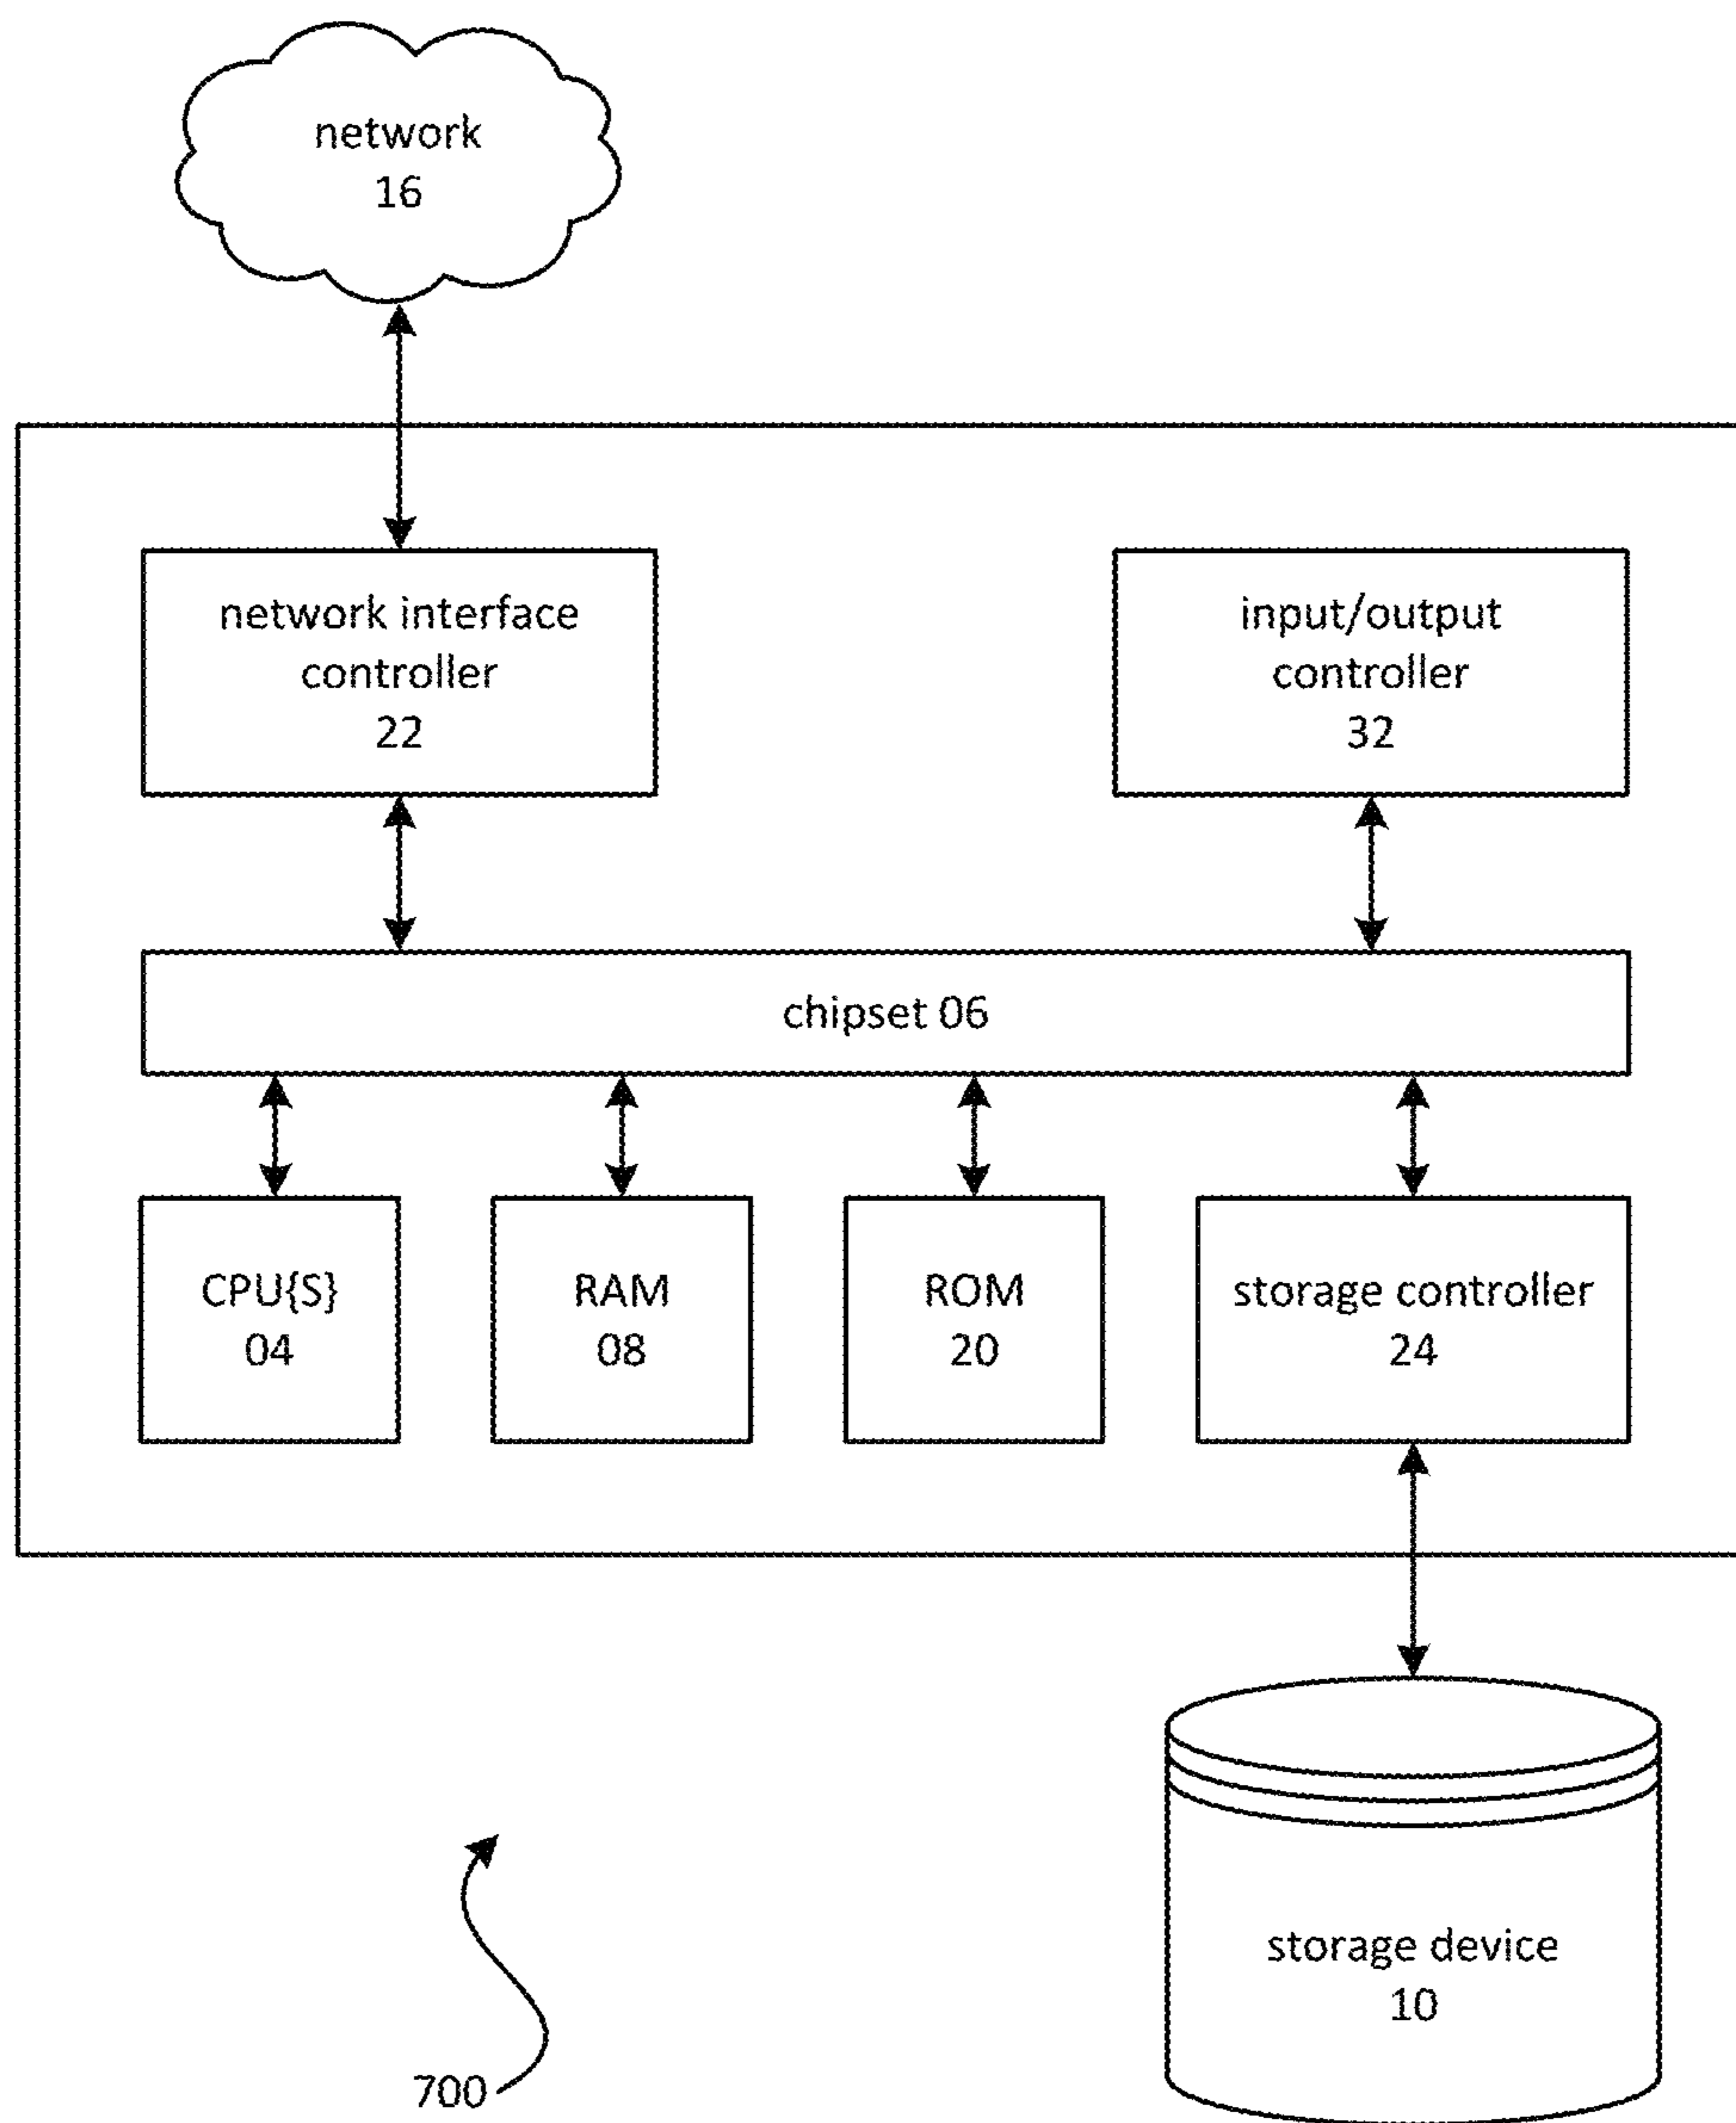 network
16
network interface
controller
22
input/output
controller
32
chipset 06
CPU{S}
04
RAM
08
ROM
20
storage controller
24
storage device
10
700